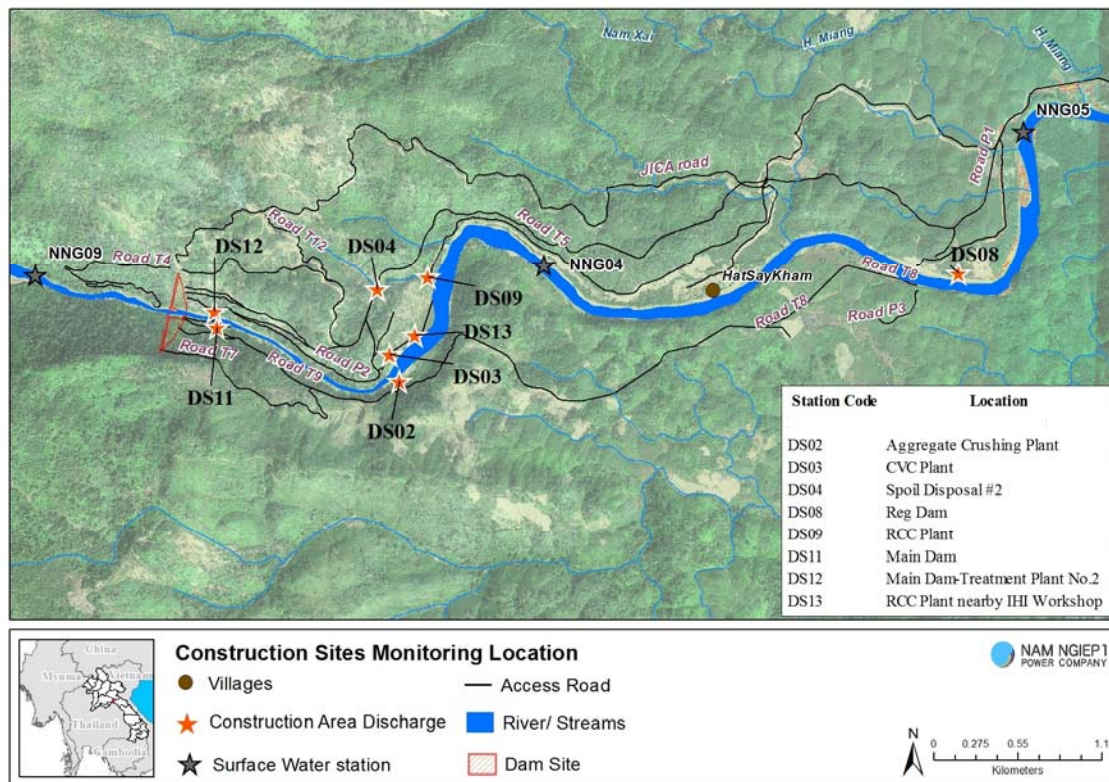 Nam Xai
H. Miang
H. Miang
NNG05
Road P1
JICA road
Road T12
DS12
DS04
Road T5
NNG09
Road T4
NNG04
DS09
HatSayKham
Road T8
DS08
Road P3
Road T8
DS13
Road P2
Road T7
Road T9
DS03
DS11
DS02
Station Code Location
DS02 Aggregate Crushing Plant
DS03 CVC Plant
DS04 Spoil Disposal #2
DS08 Reg Dam
DS09 RCC Plant
DS11 Main Dam
DS12 Main Dam-Treatment Plant No.2
DS13 RCC Plant nearby IHI Workshop
China
Mynma
Vietnam
Thailand
Cambodia
Construction Sites Monitoring Location
Villages
Access Road
Construction Area Discharge
River/ Streams
Surface Water station
Dam Site
NAM NGIEP 1
POWER COMPANY
N
0 0.275 0.55 1.1
Kilometers